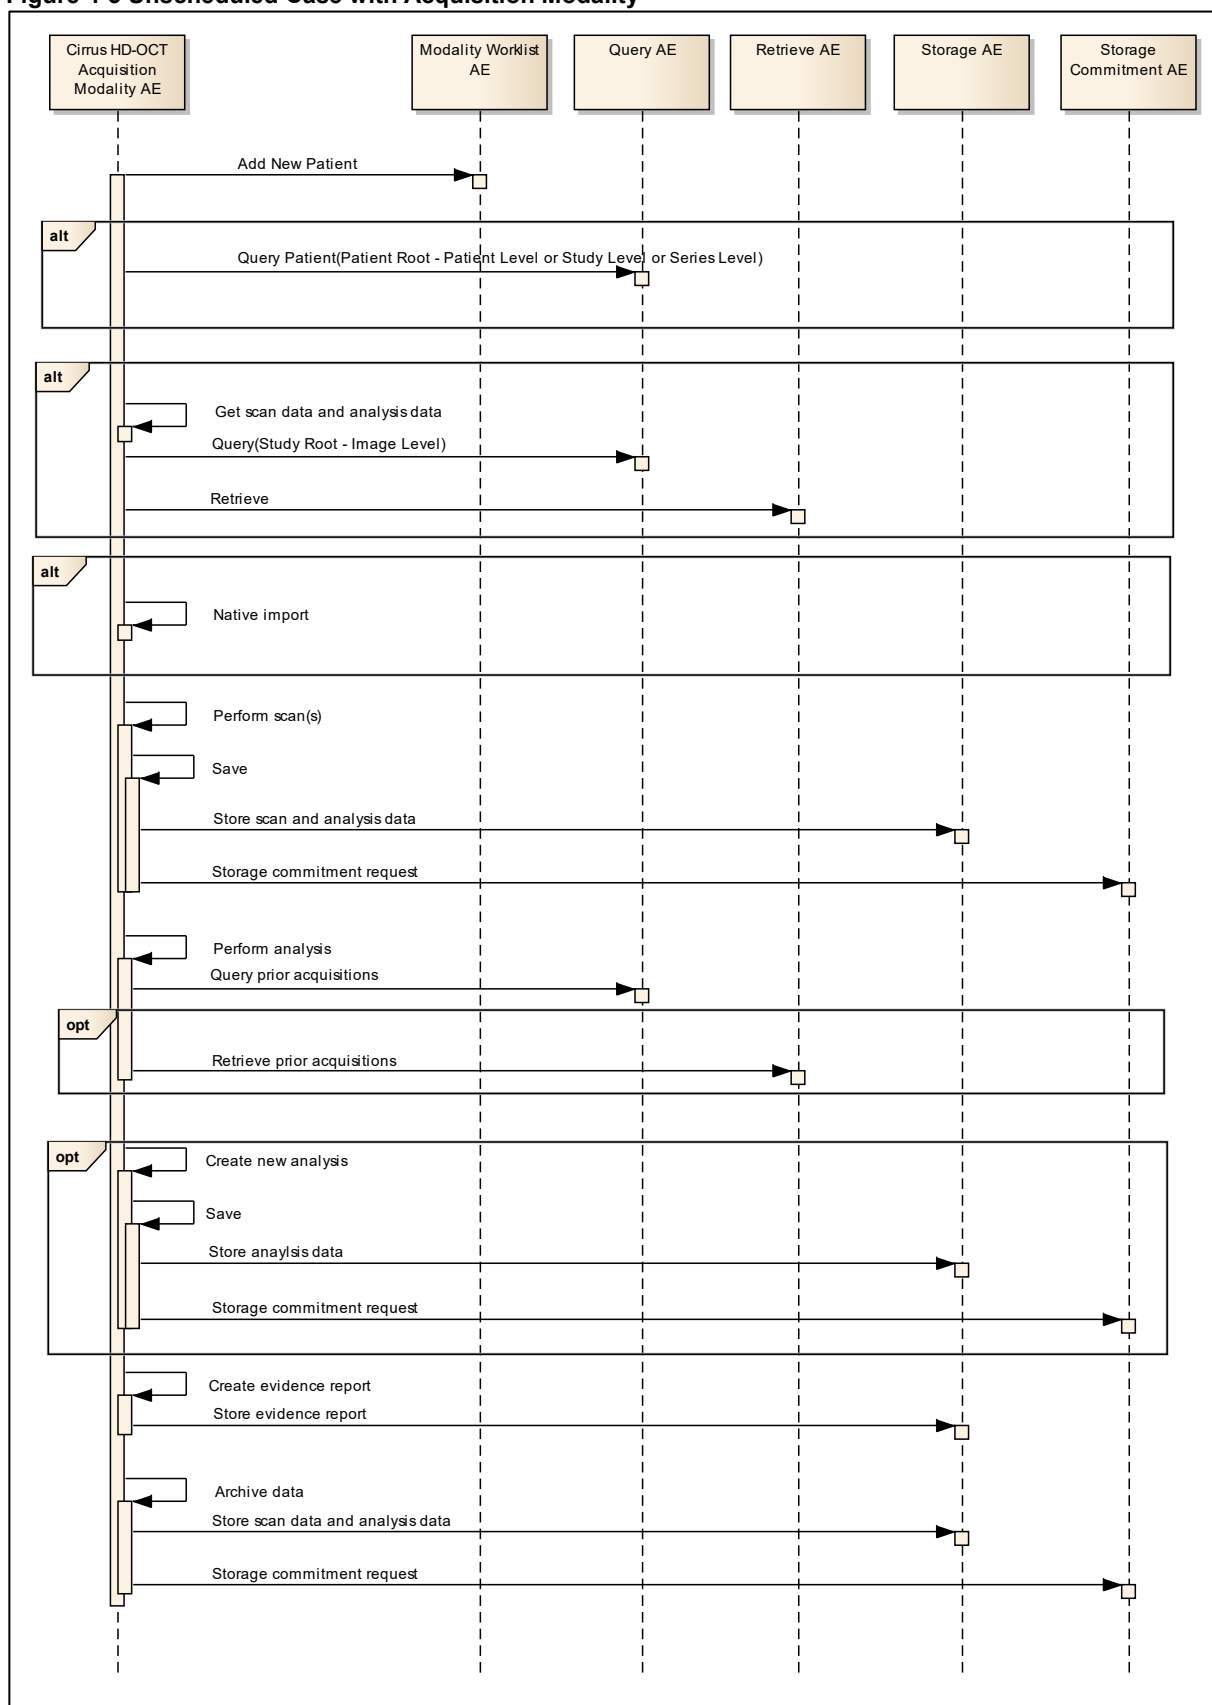 Figure 4-3 Unscheduled Case with Acquisition Modality
Cirrus HD-OCT
Acquisition
Modality AE
Modality Worklist
AE
Query AE
Retrieve AE
Storage AE
Storage
Commitment AE
Add New Patient
alt
Query Patient(Patient Root - Patient Level or Study Level or Series Level)
alt
Get scan data and analysis data
Query(Study Root - Image Level)
Retrieve
alt
Native import
Perform scan(s)
Save
Store scan and analysis data
Storage commitment request
Perform analysis
Query prior acquisitions
opt
Retrieve prior acquisitions
opt
Create new analysis
Save
Store anaylsis data
Storage commitment request
Create evidence report
Store evidence report
Archive data
Store scan data and analysis data
Storage commitment request